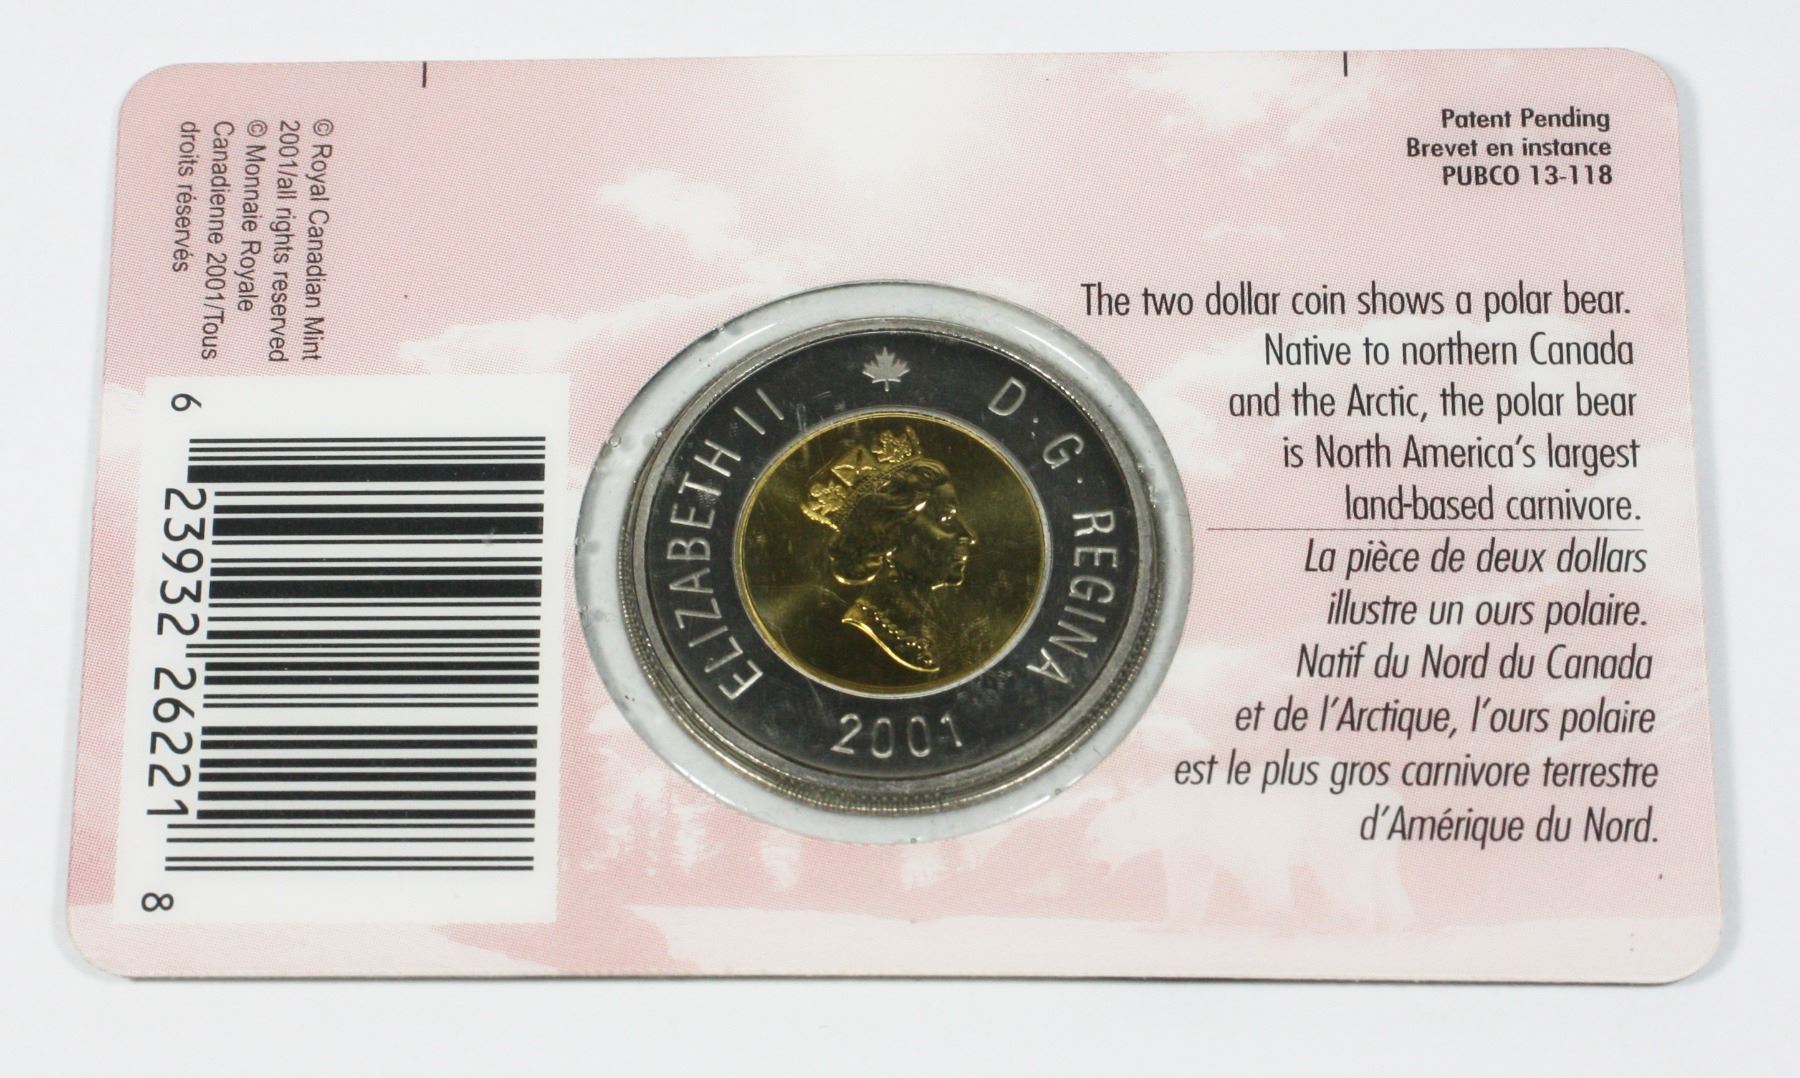 © Royal Canadian Mint
2001/all rights reserved
© Monnaie Royale
Canadienne 2001/Tous
droits réservés
6 23932 26221 8
ELIZABETH II D·G·REGINA
2001
Patent Pending
Brevet en instance
PUBCO 13-118
The two dollar coin shows a polar bear.
Native to northern Canada
and the Arctic, the polar bear
is North America's largest
land-based carnivore.
La pièce de deux dollars
illustre un ours polaire.
Natif du Nord du Canada
et de l'Arctique, l'ours polaire
est le plus gros carnivore terrestre
d'Amérique du Nord.